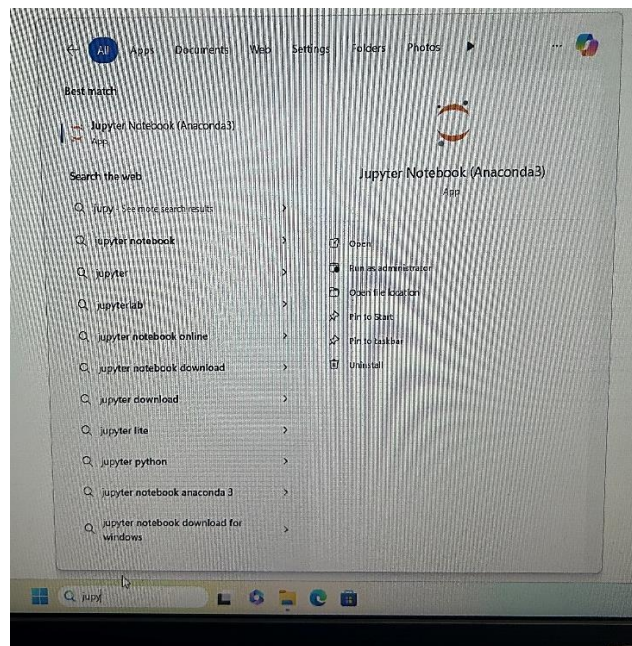 All Apps Documents Web Settings Folders Photos
Best match
Jupyter Notebook (Anaconda3)
App
Search the web
jupy - See more search results
jupyter notebook
jupyter
jupyterlab
jupyter notebook online
jupyter notebook download
jupyter download
jupyter lite
jupyter python
jupyter notebook anaconda 3
jupyter notebook download for
windows
Jupyter Notebook (Anaconda3)
App
Open
Run as administrator
Open file location
Pin to Start
Pin to taskbar
Uninstall
jupy